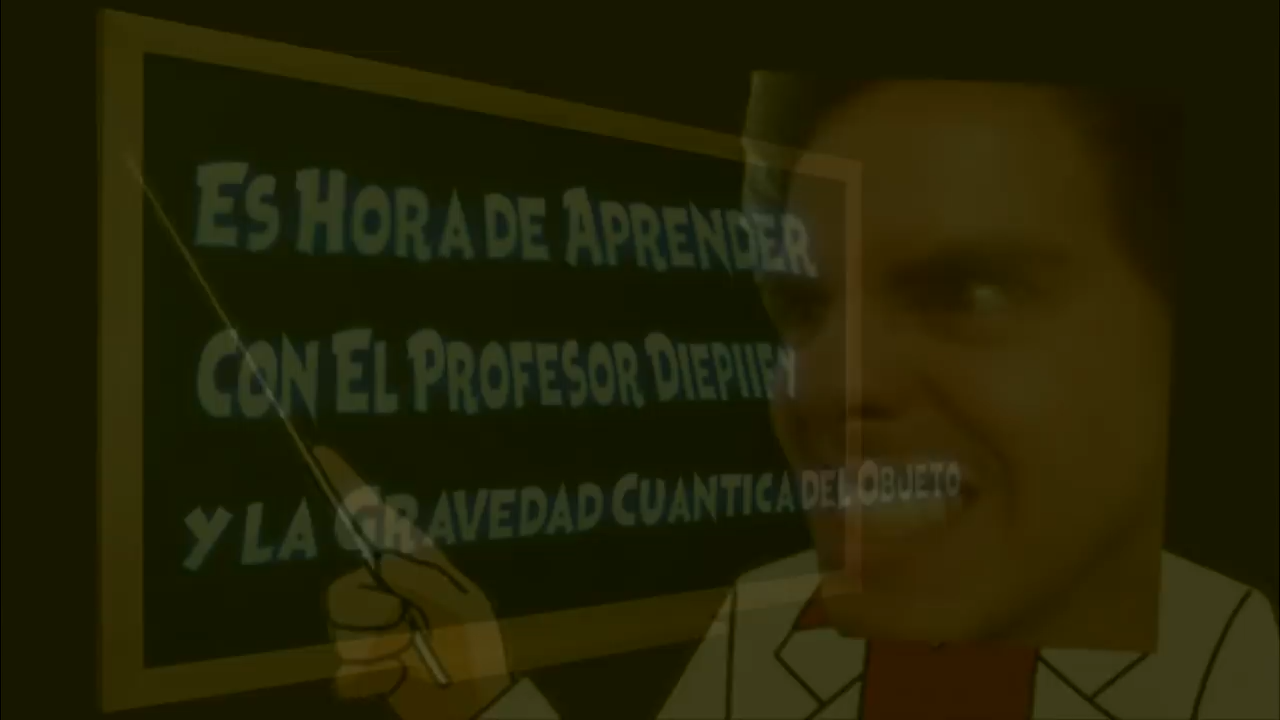 Es Hora de Aprender
Con El Profesor
y la Gravedad Cuantica del Objeto